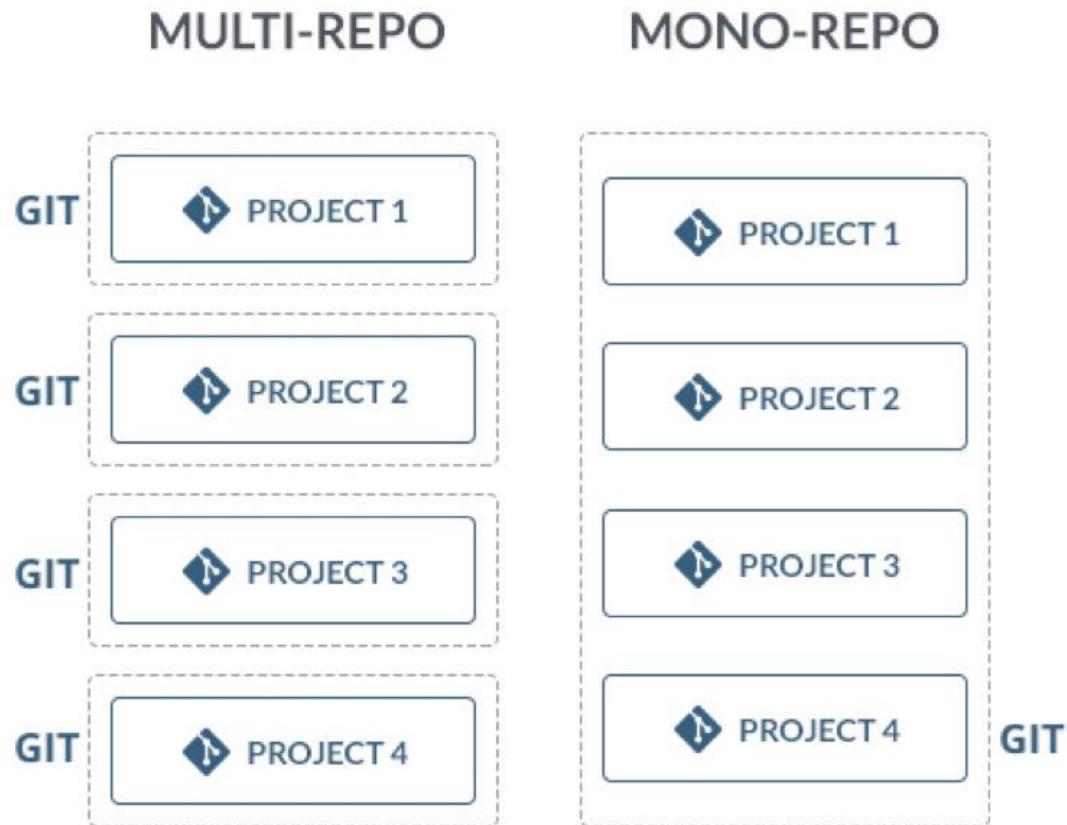 MULTI-REPO
GIT
PROJECT 1
GIT
PROJECT 2
GIT
PROJECT 3
GIT
PROJECT 4
MONO-REPO
PROJECT 1
PROJECT 2
PROJECT 3
PROJECT 4
GIT